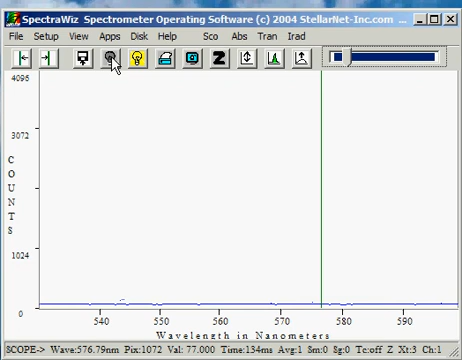 SpectraWiz Spectrometer Operating Software (c) 2004 StellarNet-Inc.com ...
File Setup View Apps Disk Help Sco Abs Tran Irad
Z
4096
3072
COUNTS
1024
0
540 550 560 570 580 590
Wavelength in Nanometers
SCOPE-> Wave:576.79nm Pix:1072 Val: 77.000 Time:134ms Avg:1 Sm:0 Sg:0 Tc:off Z Xt:3 Ch:1